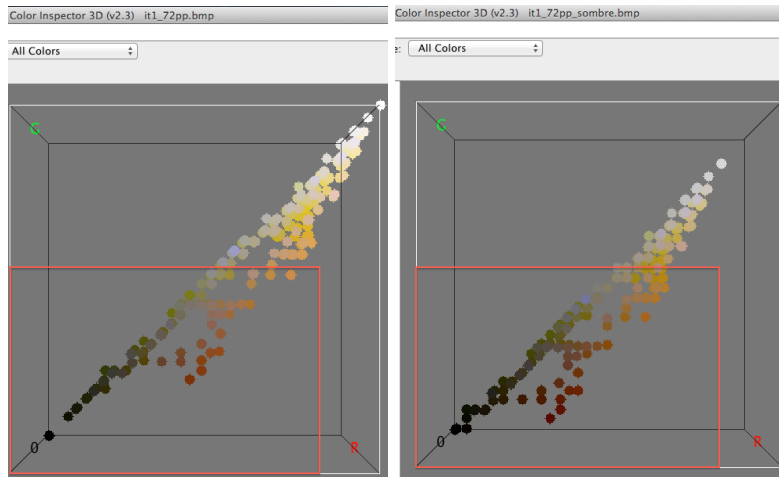 Color Inspector 3D (v2.3) it1_72pp.bmp
All Colors
G
0
R
Color Inspector 3D (v2.3) it1_72pp_sombre.bmp
e: All Colors
G
0
R